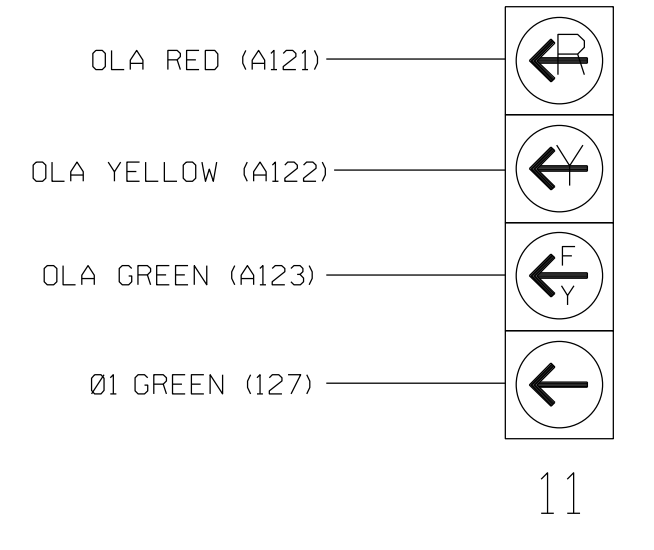 OLA RED (A121)
R
OLA YELLOW (A122)
Y
OLA GREEN (A123)
F
Y
Ø1 GREEN (127)
11